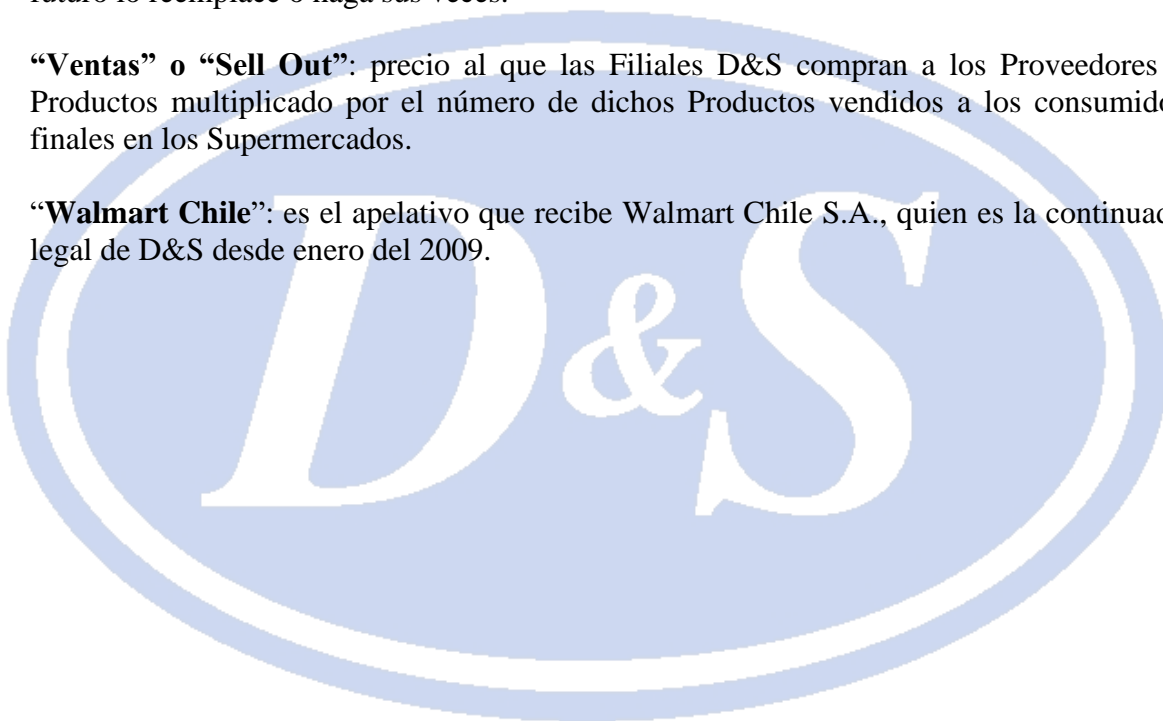 futuro lo reemplace o haga sus veces.
“Ventas” o “Sell Out”: precio al que las Filiales D&S compran a los Proveedores
Productos multiplicado por el número de dichos Productos vendidos a los consumido
finales en los Supermercados.
“Walmart Chile”: es el apelativo que recibe Walmart Chile S.A., quien es la continuad
legal de D&S desde enero del 2009.
D&S